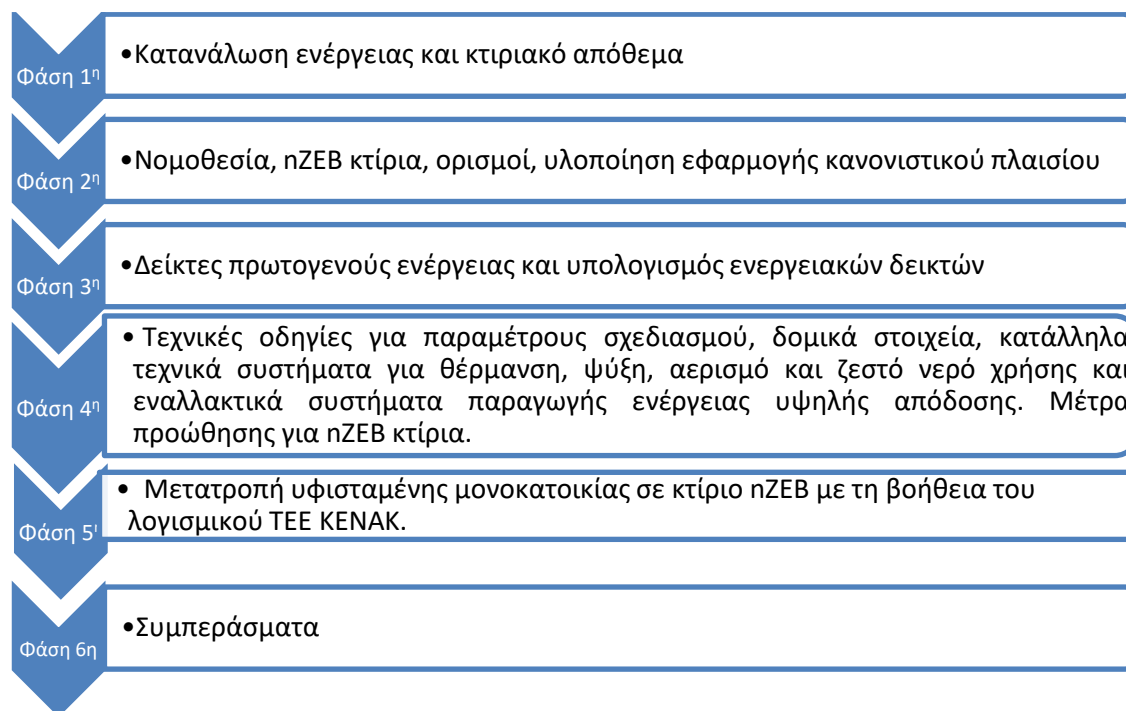 Φάση 1η
•Κατανάλωση ενέργειας και κτιριακό απόθεμα
Φάση 2η
•Νομοθεσία, nZEB κτίρια, ορισμοί, υλοποίηση εφαρμογής κανονιστικού πλαισίου
Φάση 3η
•Δείκτες πρωτογενούς ενέργειας και υπολογισμός ενεργειακών δεικτών
Φάση 4η
• Τεχνικές οδηγίες για παραμέτρους σχεδιασμού, δομικά στοιχεία, κατάλληλα
τεχνικά συστήματα για θέρμανση, ψύξη, αερισμό και ζεστό νερό χρήσης και
εναλλακτικά συστήματα παραγωγής ενέργειας υψηλής απόδοσης. Μέτρα
προώθησης για nZEB κτίρια.
Φάση 5
• Μετατροπή υφισταμένης μονοκατοικίας σε κτίριο nZEB με τη βοήθεια του
λογισμικού ΤΕΕ ΚΕΝΑΚ.
Φάση 6η
•Συμπεράσματα